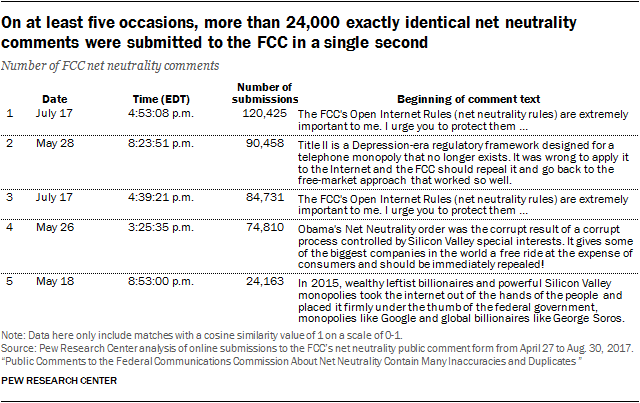 On at least five occasions, more than 24,000 exactly identical net neutrality
comments were submitted to the FCC in a single second
Number of FCC net neutrality comments
Date Time (EDT) Number of submissions Beginning of comment text
1 July 17 4:53:08 p.m. 120,425 The FCC's Open Internet Rules (net neutrality rules) are extremely
important to me. I urge you to protect them ...
2 May 28 8:23:51 p.m. 90,458 Title II is a Depression-era regulatory framework designed for a
telephone monopoly that no longer exists. It was wrong to apply it
to the Internet and the FCC should repeal it and go back to the
free-market approach that worked so well.
3 July 17 4:39:21 p.m. 84,731 The FCC's Open Internet Rules (net neutrality rules) are extremely
important to me. I urge you to protect them ...
4 May 26 3:25:35 p.m. 74,810 Obama's Net Neutrality order was the corrupt result of a corrupt
process controlled by Silicon Valley special interests. It gives some
of the biggest companies in the world a free ride at the expense of
consumers and should be immediately repealed!
5 May 18 8:53:00 p.m. 24,163 In 2015, wealthy leftist billionaires and powerful Silicon Valley
monopolies took the internet out of the hands of the people and
placed it firmly under the thumb of the federal government,
monopolies like Google and global billionaires like George Soros.
Note: Data here only include matches with a cosine similarity value of 1 on a scale of 0-1.
Source: Pew Research Center analysis of online submissions to the FCC's net neutrality public comment form from April 27 to Aug. 30, 2017.
"Public Comments to the Federal Communications Commission About Net Neutrality Contain Many Inaccuracies and Duplicates"
PEW RESEARCH CENTER